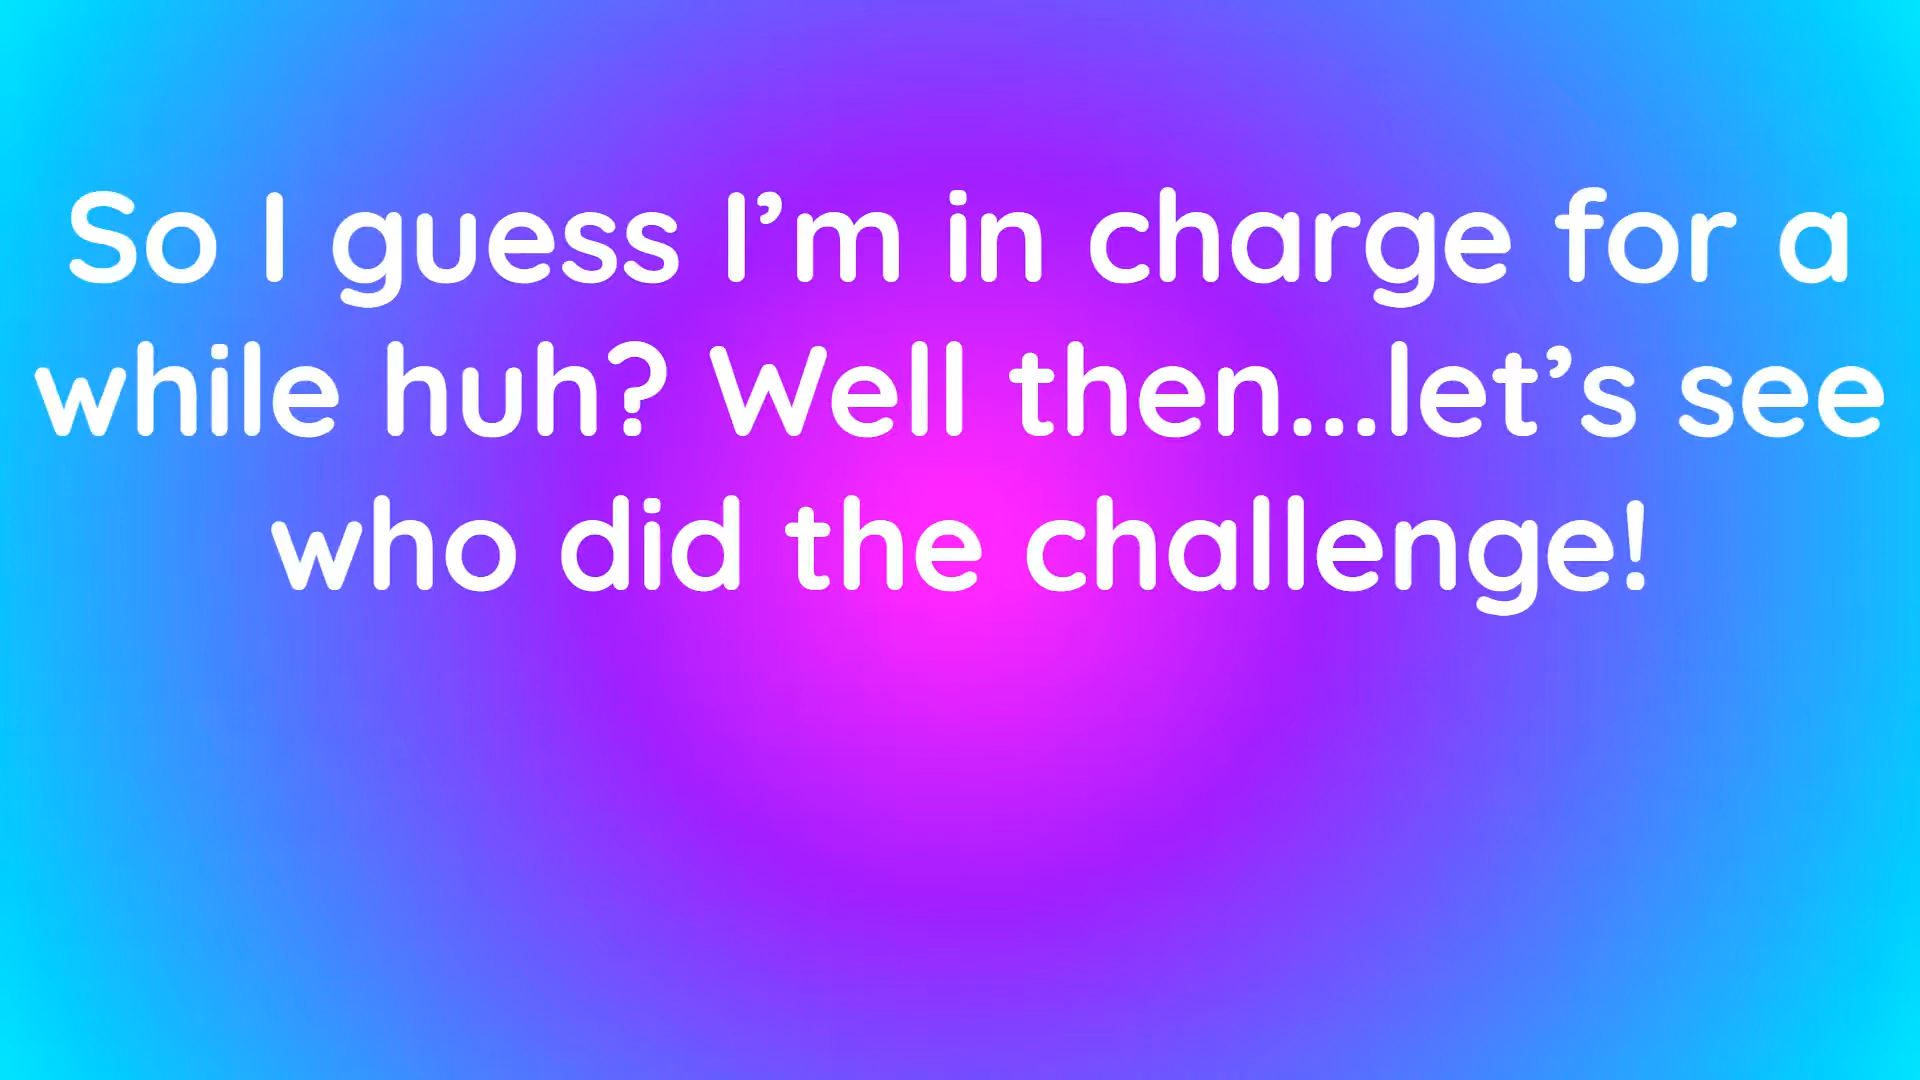 So I guess I’m in charge for a
while huh? Well then...let’s see
who did the challenge!